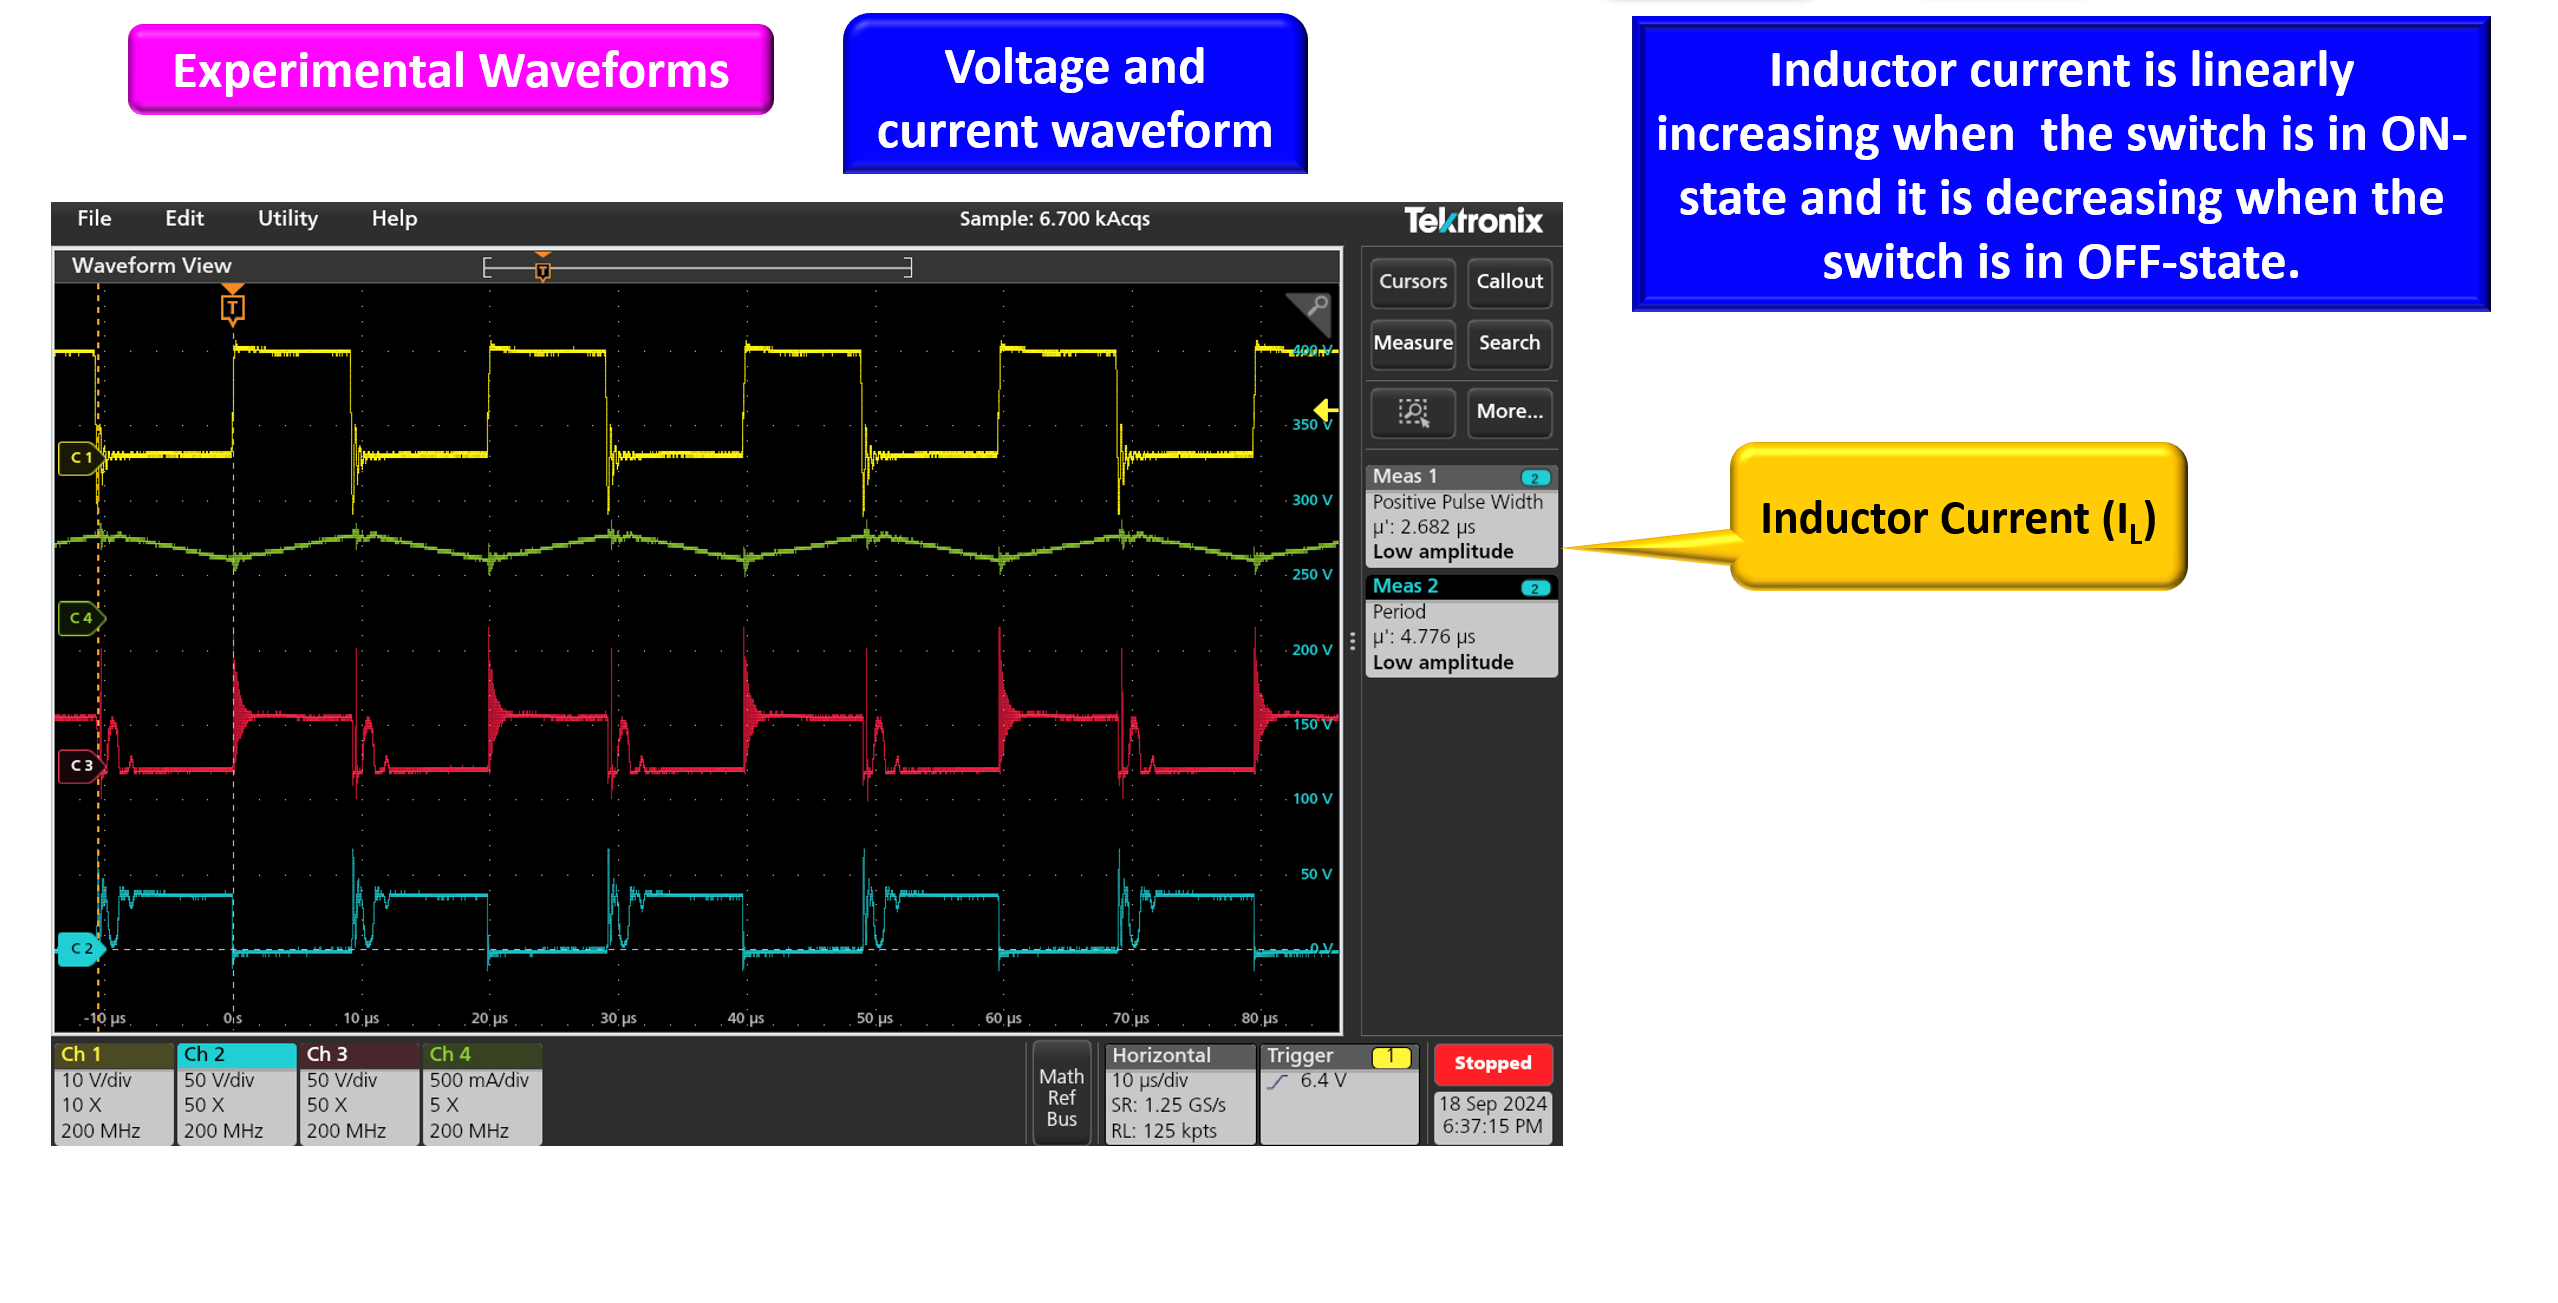 Experimental Waveforms
Voltage and
current waveform
Inductor current is linearly
increasing when  the switch is in ON-
state and it is decreasing when the
switch is in OFF-state.
File Edit Utility Help Sample: 6.700 kAcqs Tektronix
Waveform View
T
T
Cursors Callout
Measure Search
More...
400 V
350 V
300 V
250 V
200 V
150 V
100 V
50 V
0 V
C 1
C 4
C 3
C 2
-10 µs 0 s 10 µs 20 µs 30 µs 40 µs 50 µs 60 µs 70 µs 80 µs
Meas 1 2
Positive Pulse Width
µ': 2.682 µs
Low amplitude
Meas 2 2
Period
µ': 4.776 µs
Low amplitude
Inductor Current (IL)
Ch 1
10 V/div
10 X
200 MHz
Ch 2
50 V/div
50 X
200 MHz
Ch 3
50 V/div
50 X
200 MHz
Ch 4
500 mA/div
5 X
200 MHz
Math
Ref
Bus
Horizontal
10 µs/div
SR: 1.25 GS/s
RL: 125 kpts
Trigger 1
6.4 V
Stopped
18 Sep 2024
6:37:15 PM